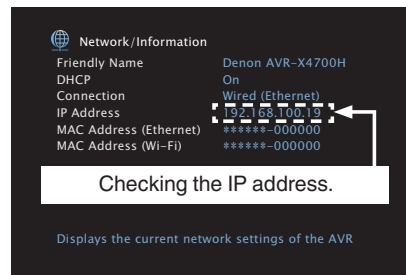 Network/Information
Friendly Name Denon AVR-X4700H
DHCP On
Connection Wired (Ethernet)
IP Address 192.168.100.19
MAC Address (Ethernet) ******-000000
MAC Address (Wi-Fi) ******-000000
Checking the IP address.
Displays the current network settings of the AVR